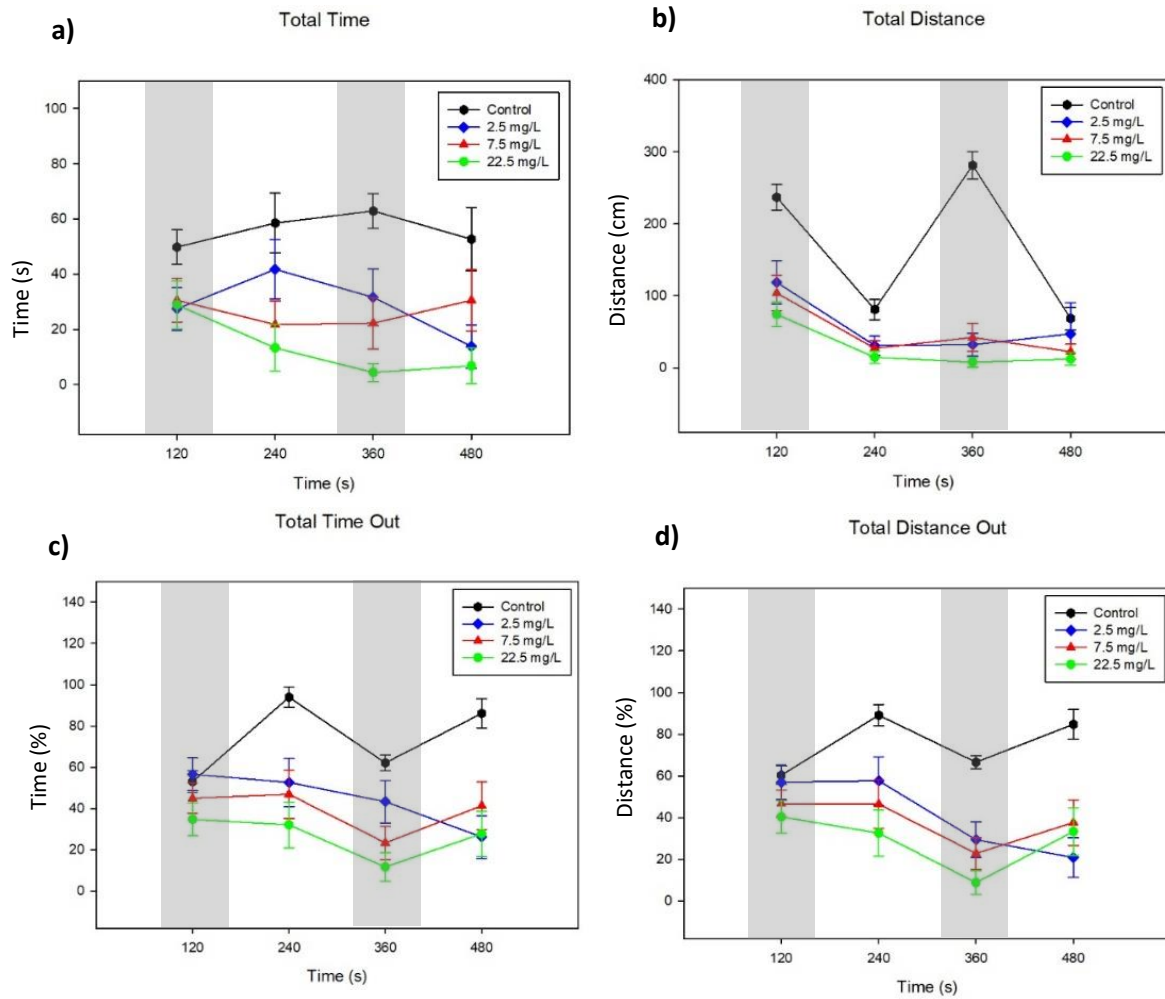 a)
Total Time
Time (s)
100
80
60
40
20
0
Control
2.5 mg/L
7.5 mg/L
22.5 mg/L
120 240 360 480
Time (s)
b)
Total Distance
Distance (cm)
400
300
200
100
0
Control
2.5 mg/L
7.5 mg/L
22.5 mg/L
120 240 360 480
Time (s)
c)
Total Time Out
Time (%)
140
120
100
80
60
40
20
0
Control
2.5 mg/L
7.5 mg/L
22.5 mg/L
120 240 360 480
Time (s)
d)
Total Distance Out
Distance (%)
140
120
100
80
60
40
20
0
Control
2.5 mg/L
7.5 mg/L
22.5 mg/L
120 240 360 480
Time (s)